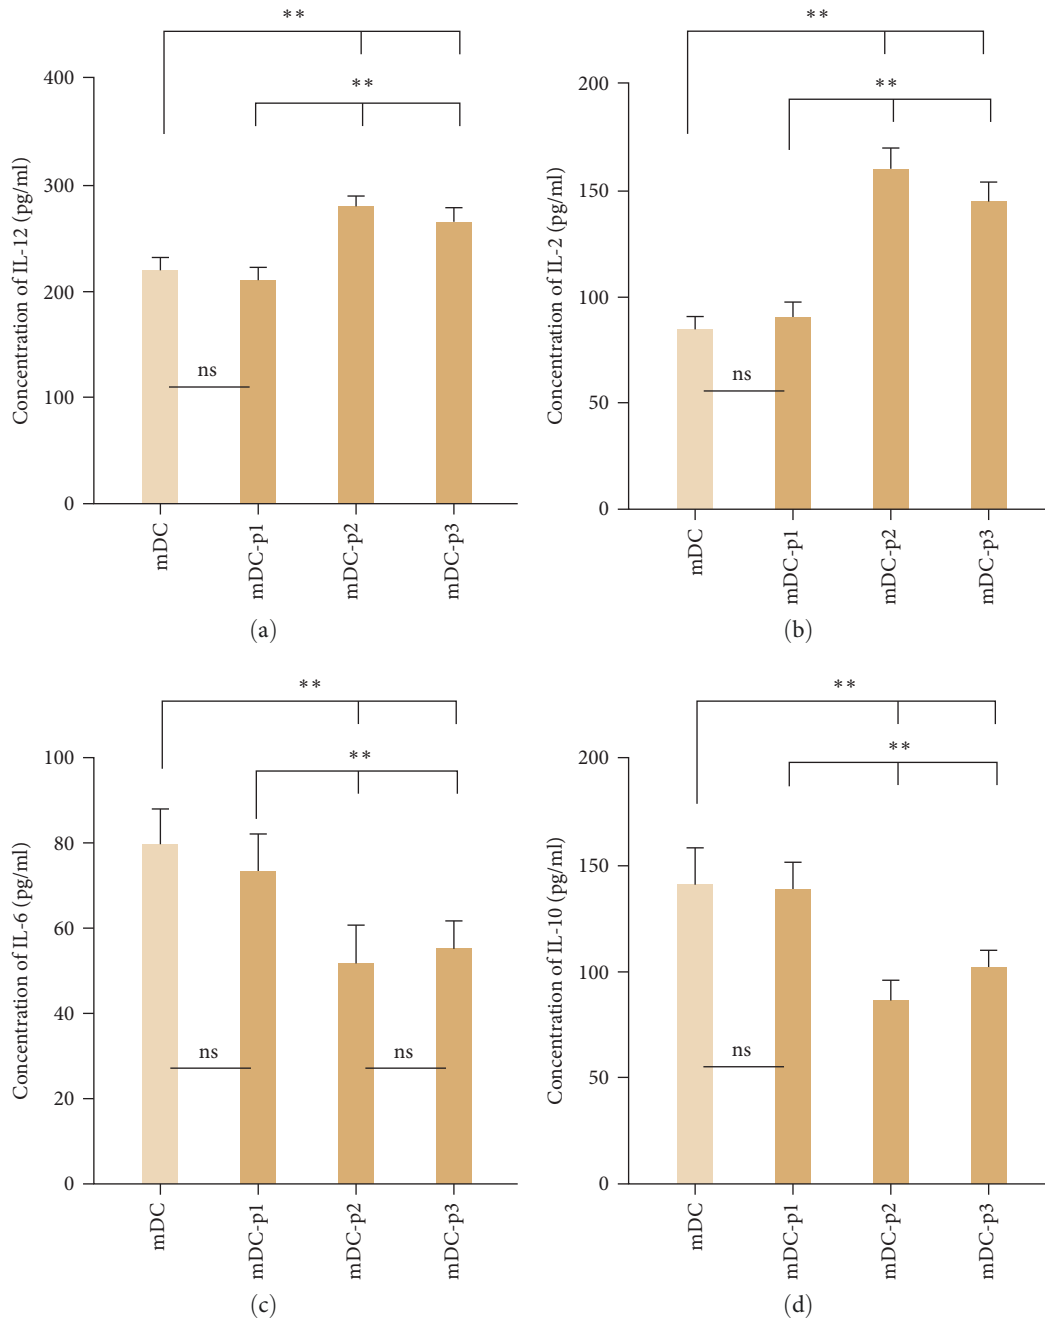 **
**
400
300
200
100
0
Concentration of IL-12 (pg/ml)
ns
mDC
mDC-p1
mDC-p2
mDC-p3
(a)
**
**
200
150
100
50
0
Concentration of IL-2 (pg/ml)
ns
mDC
mDC-p1
mDC-p2
mDC-p3
(b)
**
**
100
80
60
40
20
0
Concentration of IL-6 (pg/ml)
ns
ns
mDC
mDC-p1
mDC-p2
mDC-p3
(c)
**
**
200
150
100
50
0
Concentration of IL-10 (pg/ml)
ns
mDC
mDC-p1
mDC-p2
mDC-p3
(d)